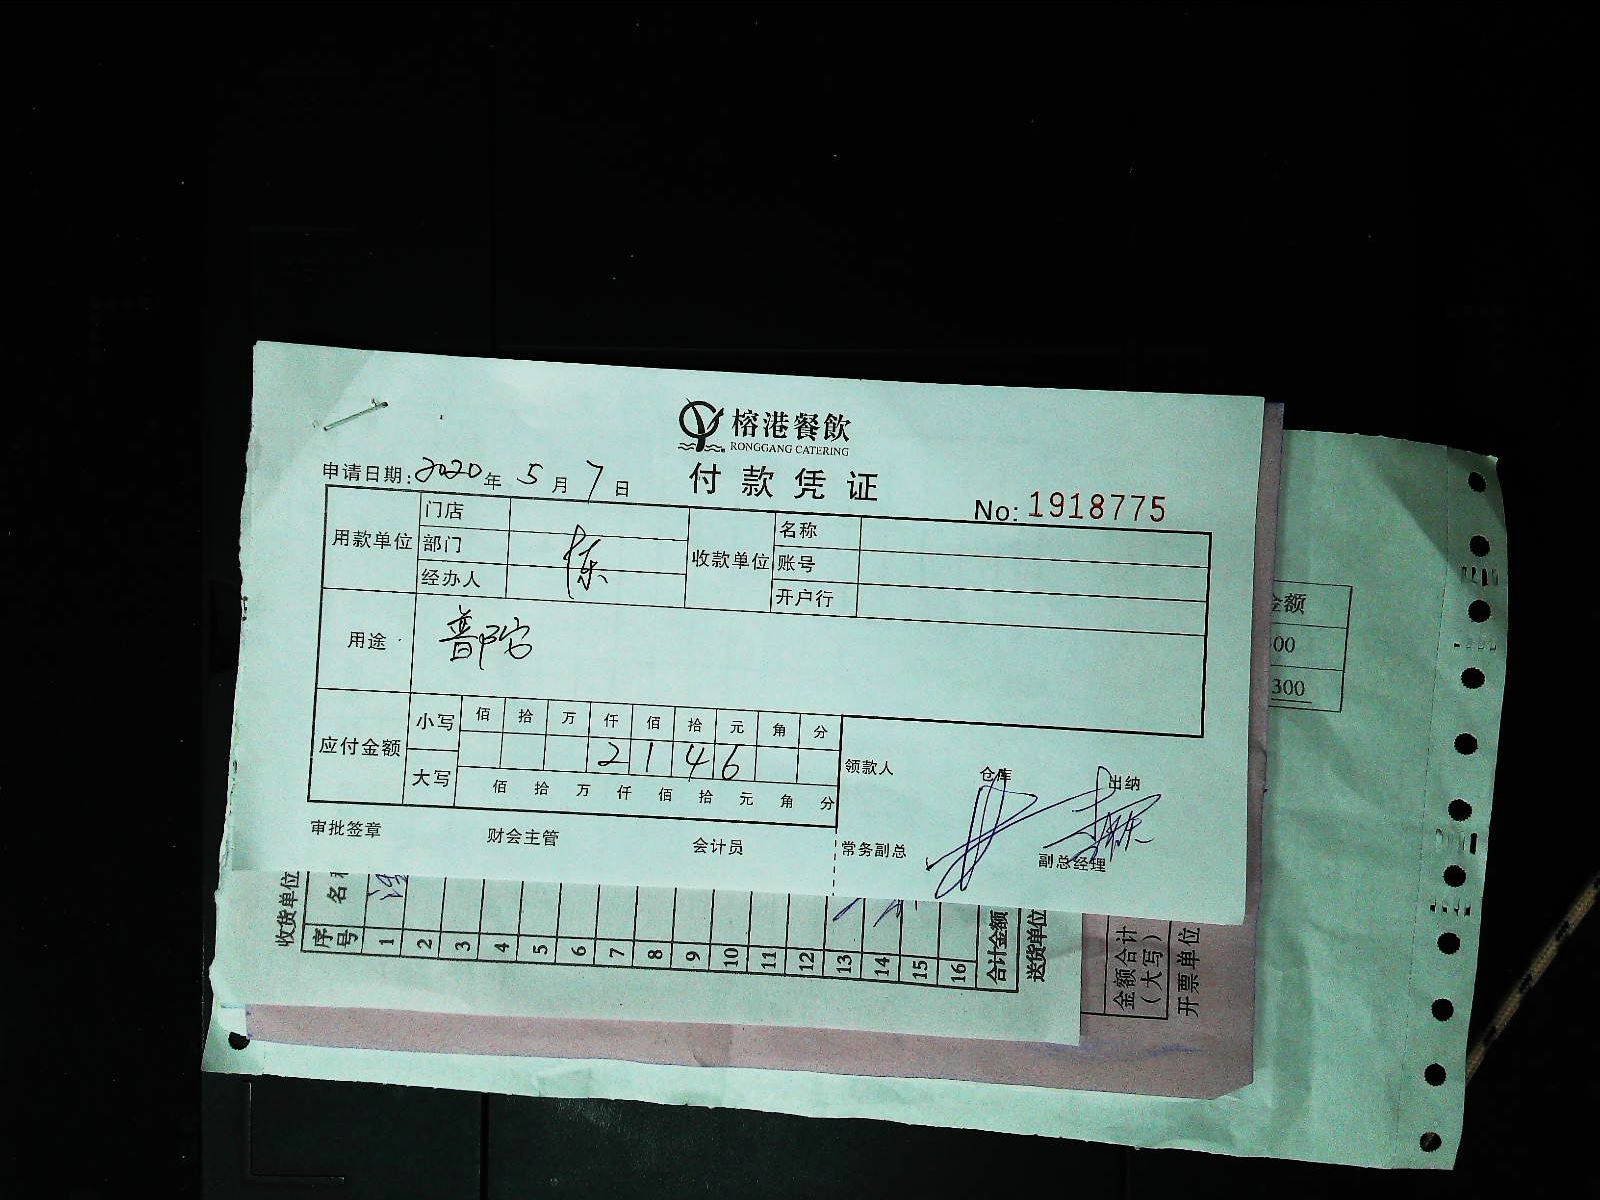 榕港餐飲
RONGGANG CATERING
付款凭证
申请日期: 2020 年 5 月 7 日
No: 1918775
用款单位 门店 收款单位 名称
部门 陈 账号
经办人 开户行
用途 普陀
应付金额 小写 佰 拾 万 仟 佰 拾 元 角 分
2 1 4 6
大写 佰 拾 万 仟 佰 拾 元 角 分
领款人 仓库 出纳
审批签章 财会主管 会计员 常务副总 副总经理
收货单位
序号 名
1 2 3 4 5 6 7 8 9 10 11 12 13 14 15 16
合计金额
送货单位
金额合计
（大写）
开票单位
金额
00
300